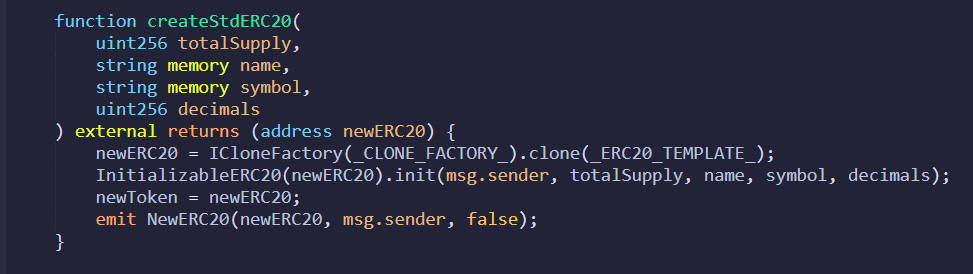 function createStdERC20(
uint256 totalSupply,
string memory name,
string memory symbol,
uint256 decimals
) external returns (address newERC20) {
newERC20 = ICloneFactory(_CLONE_FACTORY_).clone(_ERC20_TEMPLATE_);
InitializableERC20(newERC20).init(msg.sender, totalSupply, name, symbol, decimals);
newToken = newERC20;
emit NewERC20(newERC20, msg.sender, false);
}